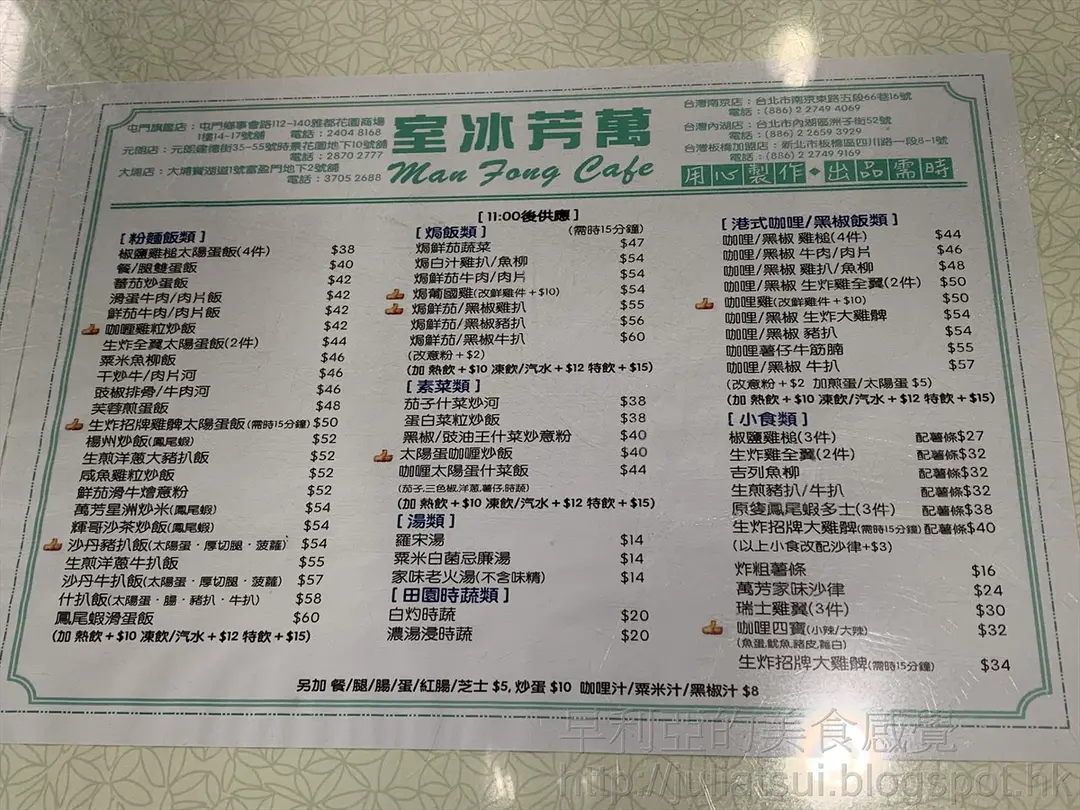 屯門旗艦店：屯門鄉事會路112-140雅都花園商場
1樓14-17號舖 電話：2404 8168
元朗店：元朗建德街35-55號時景花園地下10號舖
電話：2870 2777
大埔店：大埔寶湖道1號富盈門地下2號舖
電話：3705 2688
室冰芳萬
Man Fong Cafe
台灣南京店：台北市南京東路五段66巷16號
電話：(886) 2 2749 4069
台灣內湖店：台北市內湖區洲子街52號
電話：(886) 2 2659 3929
台灣板橋加盟店：新北市板橋區四川路一段8-1號
電話：(886) 2 2749 9169
用心製作◆出品需時
[ 粉麵飯類 ]
椒鹽雞槌太陽蛋飯(4件) $38
餐/腿雙蛋飯 $40
蕃茄炒蛋飯 $42
滑蛋牛肉/肉片飯 $42
鮮茄牛肉/肉片飯 $42
咖喱雞粒炒飯 $42
生炸全翼太陽蛋飯(2件) $44
粟米魚柳飯 $46
干炒牛/肉片河 $46
豉椒排骨/牛肉河 $46
芙蓉煎蛋飯 $48
生炸招牌雞髀太陽蛋飯(需時15分鐘) $50
楊州炒飯(鳳尾蝦) $52
生煎洋蔥大豬扒飯 $52
咸魚雞粒炒飯 $52
鮮茄滑牛燴意粉 $52
萬芳星洲炒米(鳳尾蝦) $54
輝哥沙茶炒飯(鳳尾蝦) $54
沙丹豬扒飯(太陽蛋·厚切腿·菠蘿) $54
生煎洋蔥牛扒飯 $55
沙丹牛扒飯(太陽蛋·厚切腿·菠蘿) $57
什扒飯(太陽蛋·腸·豬扒·牛扒) $58
鳳尾蝦滑蛋飯 $60
(加 熱飲＋$10 凍飲/汽水＋$12 特飲＋$15)
[ 11:00後供應 ]
[ 焗飯類 ] (需時15分鐘)
焗鮮茄蔬菜 $47
焗白汁雞扒/魚柳 $54
焗鮮茄牛肉/肉片 $54
焗葡國雞(改鮮雞件＋$10) $54
焗鮮茄/黑椒雞扒 $55
焗鮮茄/黑椒豬扒 $56
焗鮮茄/黑椒牛扒 $60
(改意粉＋$2)
(加 熱飲＋$10 凍飲/汽水＋$12 特飲＋$15)
[ 素菜類 ]
茄子什菜炒河 $38
蛋白菜粒炒飯 $38
黑椒/豉油王什菜炒意粉 $40
太陽蛋咖喱炒飯 $40
咖喱太陽蛋什菜飯 $44
(茄子,三色椒,洋蔥,薯仔,時蔬)
(加 熱飲＋$10 凍飲/汽水＋$12 特飲＋$15)
[ 湯類 ]
羅宋湯 $14
粟米白菌忌廉湯 $14
家味老火湯(不含味精) $14
[ 田園時蔬類 ]
白灼時蔬 $20
濃湯浸時蔬 $20
[ 港式咖哩/黑椒飯類 ]
咖哩/黑椒 雞槌(4件) $44
咖哩/黑椒 牛肉/肉片 $46
咖哩/黑椒 雞扒/魚柳 $48
咖哩/黑椒 生炸雞全翼(2件) $50
咖哩雞(改鮮雞件＋$10) $50
咖哩/黑椒 生炸大雞髀 $54
咖哩/黑椒 豬扒 $54
咖哩薯仔牛筋腩 $55
咖哩/黑椒 牛扒 $57
(改意粉＋$2 加煎蛋/太陽蛋 $5)
(加 熱飲＋$10 凍飲/汽水＋$12 特飲＋$15)
[ 小食類 ]
椒鹽雞槌(3件) 配薯條$27
生炸雞全翼(2件) 配薯條$32
吉列魚柳 配薯條$32
生煎豬扒/牛扒 配薯條$32
原隻鳳尾蝦多士(3件) 配薯條$38
生炸招牌大雞髀(需時15分鐘) 配薯條$40
(以上小食改配沙律+$3)
炸粗薯條 $16
萬芳家味沙律 $24
瑞士雞翼(3件) $30
咖哩四寶(小辣/大辣) $32
(魚蛋,魷魚,豬皮,蘿白)
生炸招牌大雞髀(需時15分鐘) $34
另加 餐/腿/腸/蛋/紅腸/芝士 $5, 炒蛋 $10 咖哩汁/粟米汁/黑椒汁 $8
早利亞的美食感覺
http://juliatsui.blogspot.hk